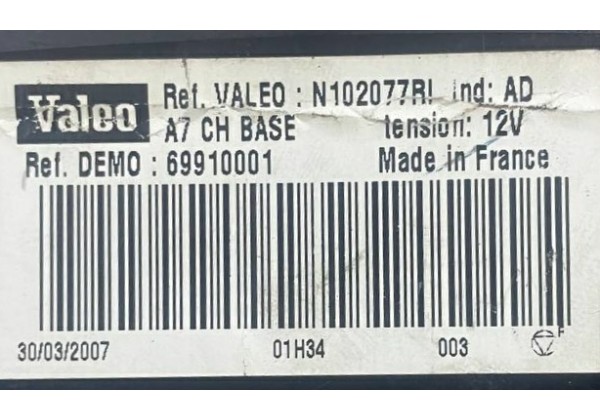 Valeo
Ref. VALEO : N102077RI ind: AD
A7 CH BASE tension: 12V
Ref. DEMO : 69910001 Made in France
30/03/2007 01H34 003 F